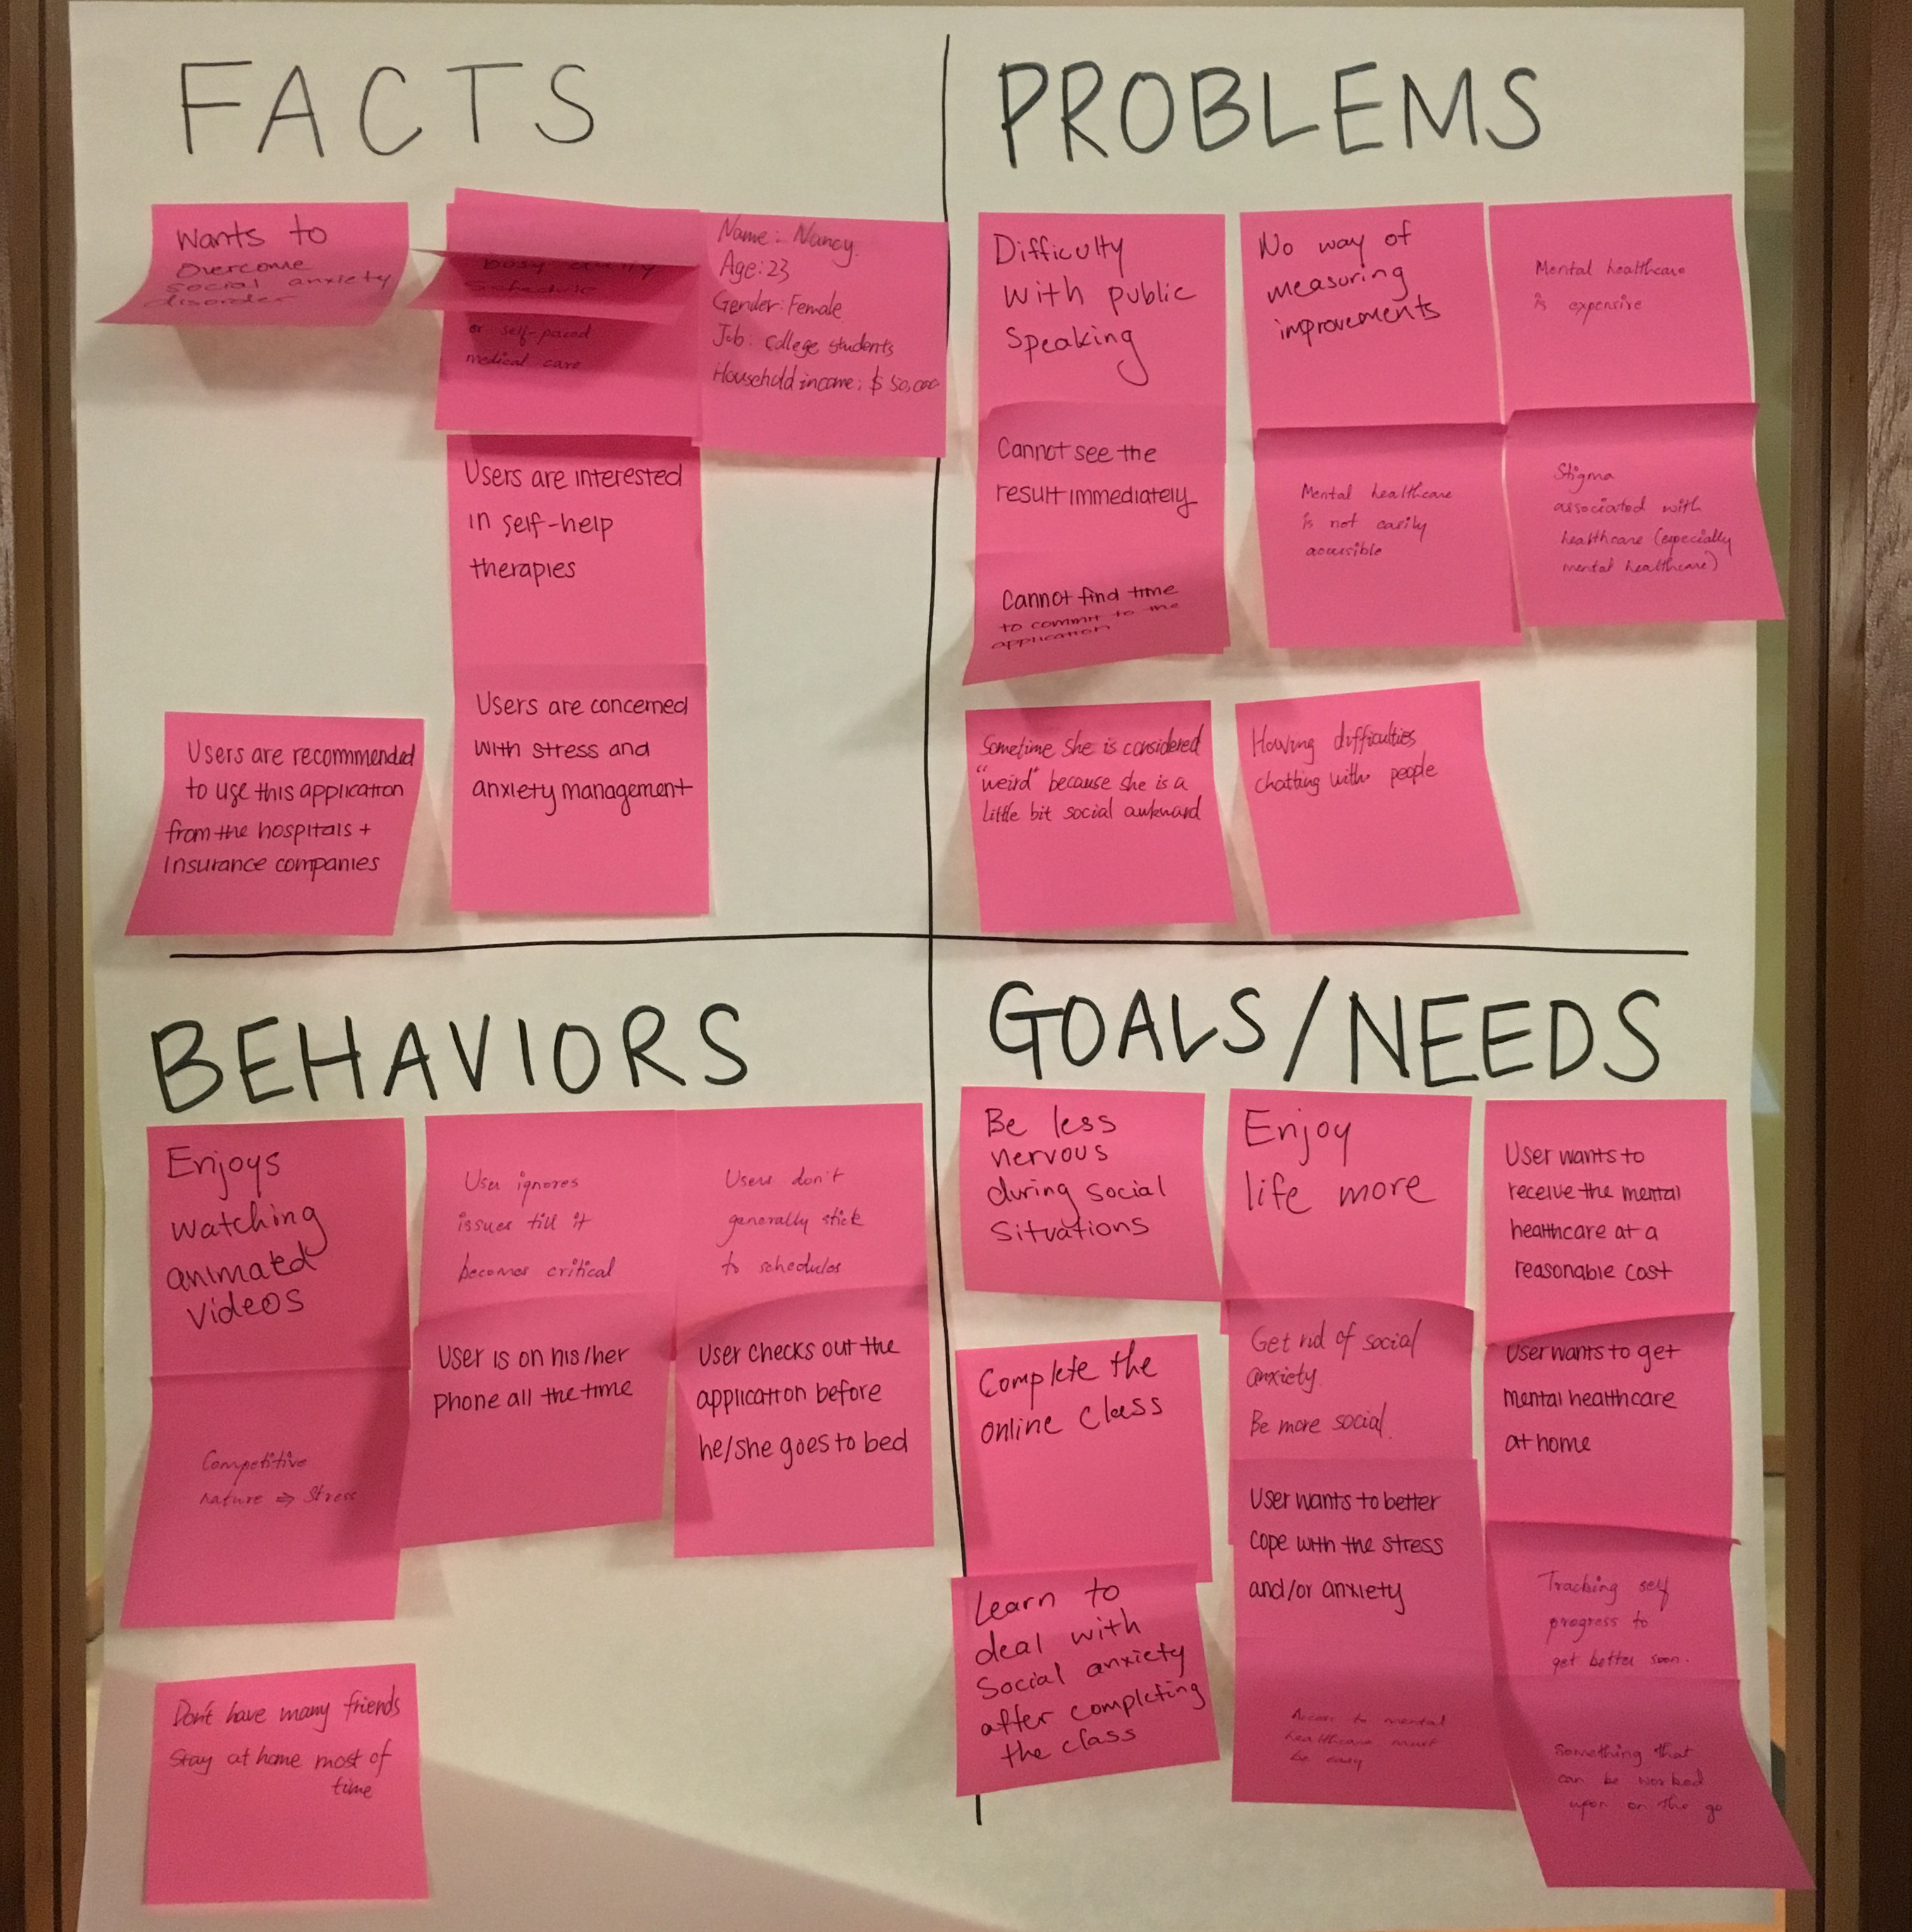 FACTS
Wants to
Overcome
social anxiety
disorder
Busy
Schedule
or self-paced
medical care
Name: Nancy
Age: 23
Gender: Female
Job: college students
Household income: $ 50,000
Users are interested
in self-help
therapies
Users are recommended
to use this application
from the hospitals +
Insurance companies
Users are concerned
with stress and
anxiety management
PROBLEMS
Difficulty
with public
Speaking
No way of
measuring
improvements
Mental healthcare
is expensive
Cannot see the
result immediately
Mental healthcare
is not easily
accessible
Stigma
associated with
healthcare (especially
mental healthcare)
Cannot find time
to commit to the
application
Sometime she is considered
"weird" because she is a
little bit social awkward
Having difficulties
chatting with people
BEHAVIORS
Enjoys
watching
animated
videos
User ignores
issues till it
becomes critical
Users don't
generally stick
to schedules
Competitive
nature ⇒ Stress
User is on his/her
phone all the time
User checks out the
application before
he/she goes to bed
Don't have many friends
Stay at home most of
time
GOALS/NEEDS
Be less
nervous
during social
Situations
Enjoy
life more
User wants to
receive the mental
healthcare at a
reasonable cost
Complete the
online class
Get rid of social
anxiety
Be more social.
User wants to get
mental healthcare
at home
Learn to
deal with
Social anxiety
after completing
the class
User wants to better
cope with the stress
and/or anxiety
Tracking self
progress to
get better soon.
Access to mental
healthcare must
be easy
Something that
can be worked
upon on the go